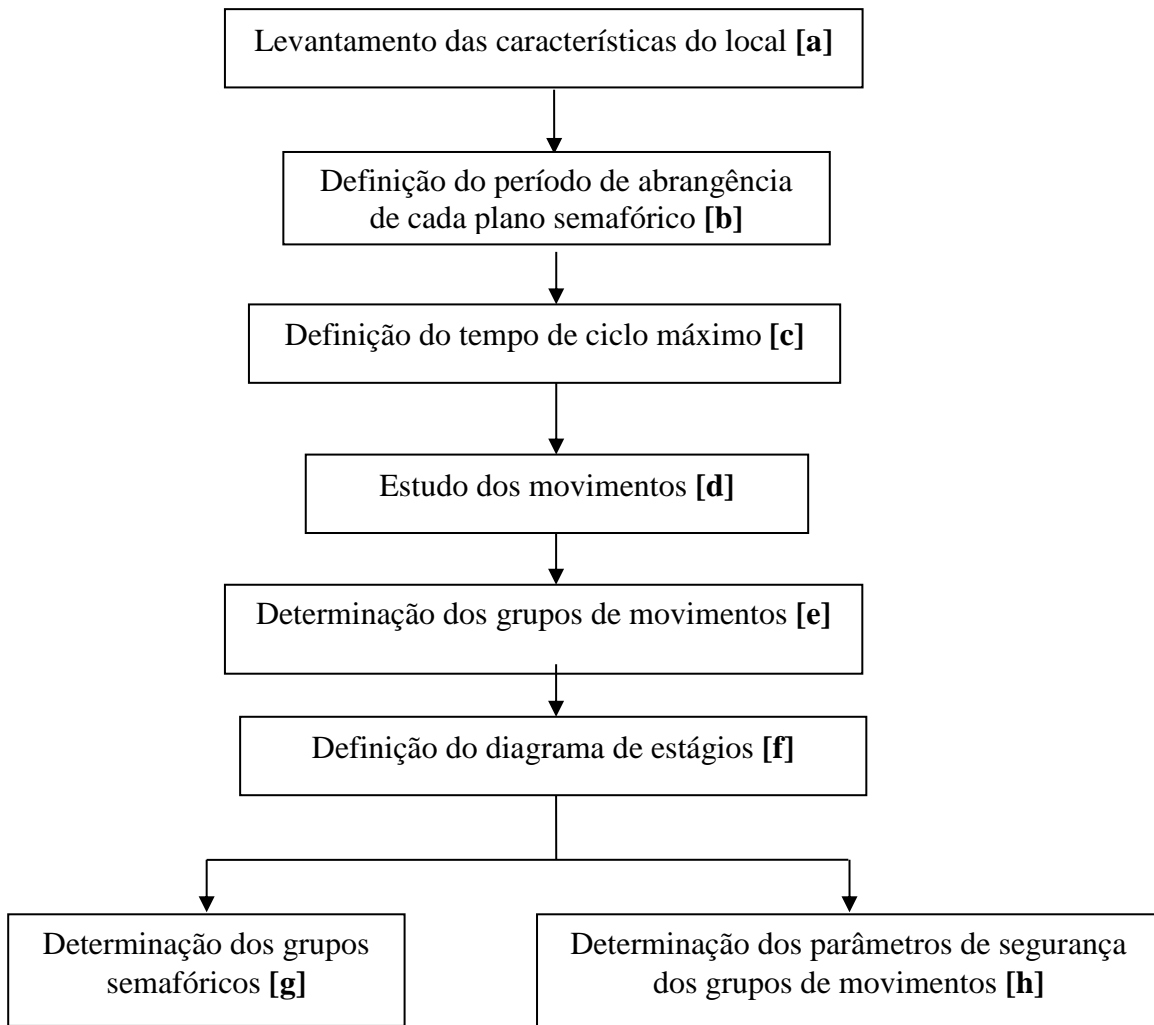 Levantamento das características do local [a]
Definição do período de abrangência
de cada plano semafórico [b]
Definição do tempo de ciclo máximo [c]
Estudo dos movimentos [d]
Determinação dos grupos de movimentos [e]
Definição do diagrama de estágios [f]
Determinação dos grupos
semafóricos [g]
Determinação dos parâmetros de segurança
dos grupos de movimentos [h]